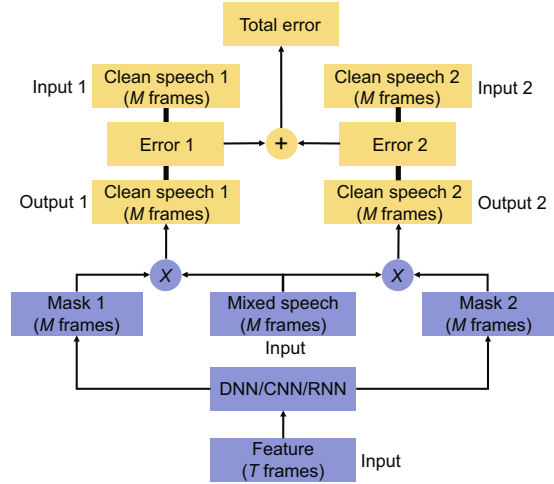 Total error
Input 1
Clean speech 1
(M frames)
Clean speech 2
(M frames)
Input 2
Error 1
+
Error 2
Output 1
Clean speech 1
(M frames)
Clean speech 2
(M frames)
Output 2
X
X
Mask 1
(M frames)
Mixed speech
(M frames)
Mask 2
(M frames)
Input
DNN/CNN/RNN
Feature
(T frames)
Input